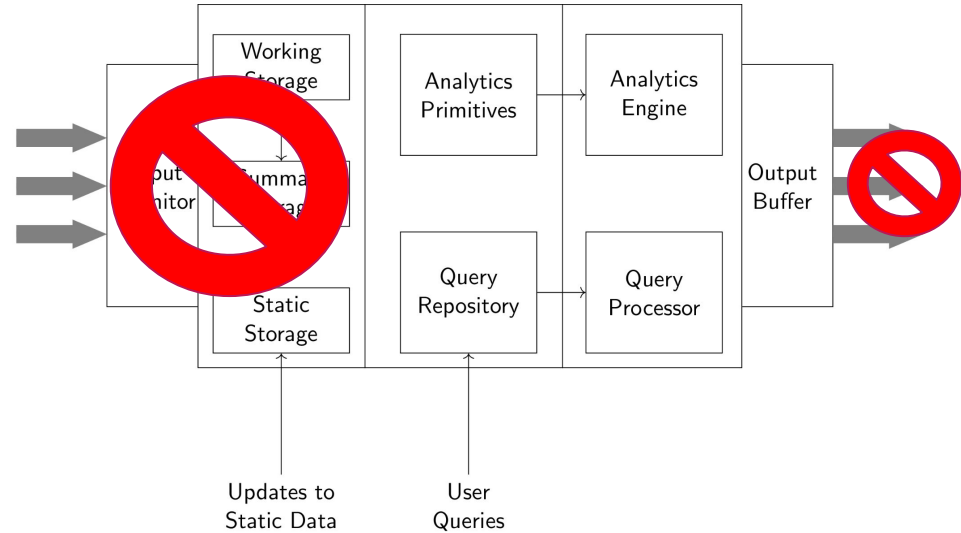 Working
Storage
Analytics
Primitives
Analytics
Engine
Output
Buffer
Query
Repository
Query
Processor
Static
Storage
Updates to
Static Data
User
Queries